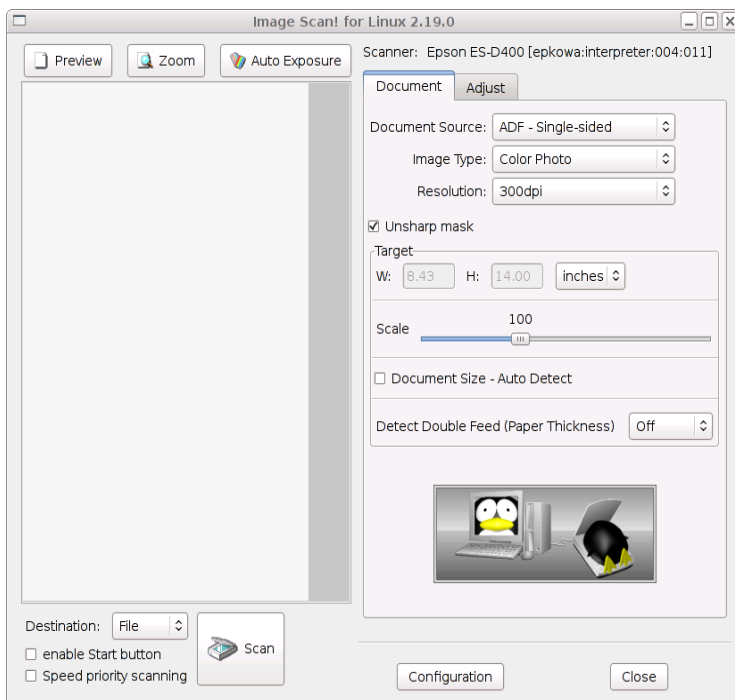 Image Scan! for Linux 2.19.0
Preview Zoom Auto Exposure
Scanner: Epson ES-D400 [epkowa:interpreter:004:011]
Document Adjust
Document Source: ADF - Single-sided
Image Type: Color Photo
Resolution: 300dpi
Unsharp mask
Target
W: 8.43 H: 14.00 inches
100
Scale
Document Size - Auto Detect
Detect Double Feed (Paper Thickness) Off
Destination: File
enable Start button
Speed priority scanning
Scan
Configuration Close